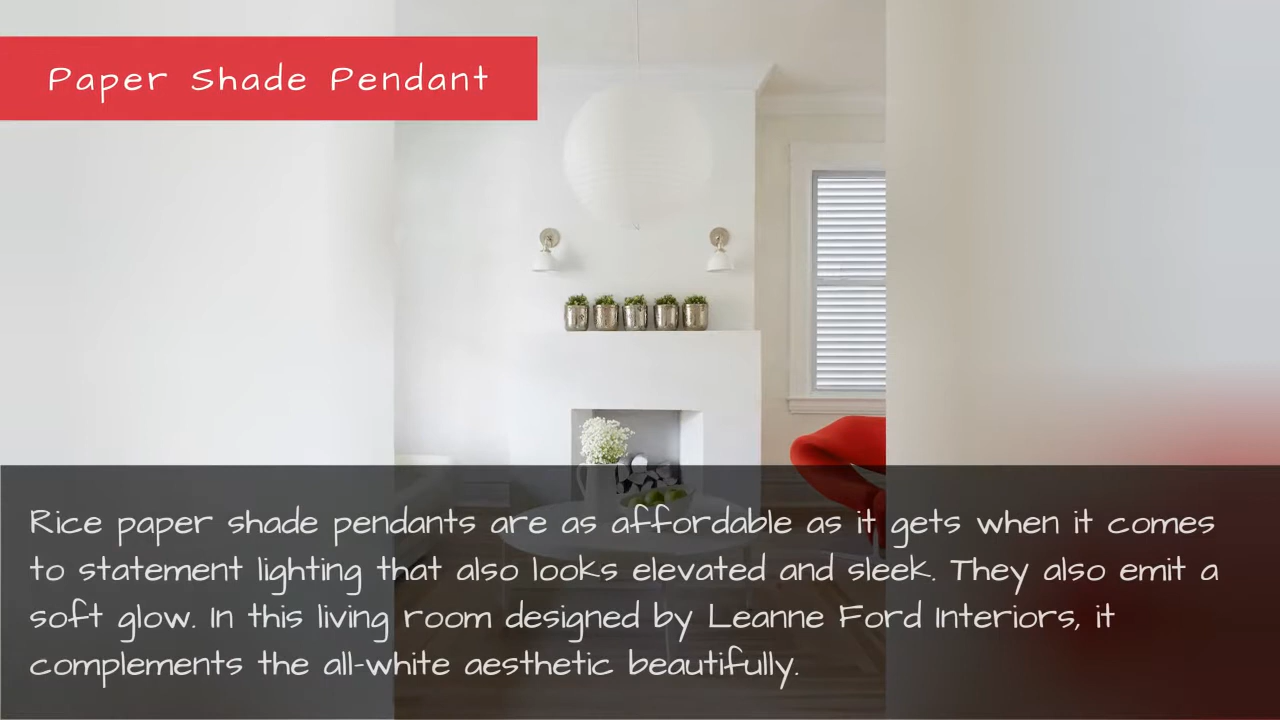 Paper Shade Pendant
Rice paper shade pendants are as affordable as it gets when it comes
to statement lighting that also looks elevated and sleek. They also emit a
soft glow. In this living room designed by Leanne Ford Interiors, it
complements the all-white aesthetic beautifully.